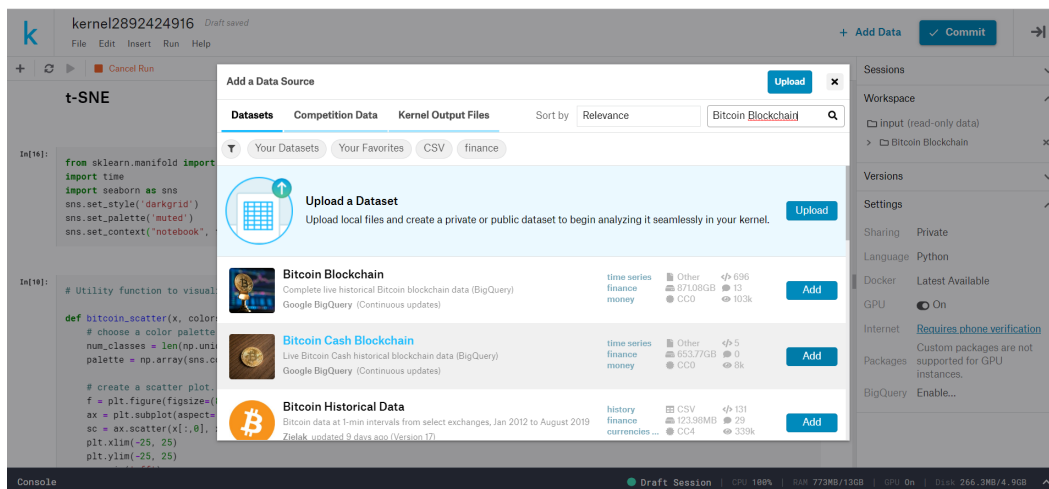 k
kernel2892424916 Draft saved
File Edit Insert Run Help
+ Add Data
Commit
Cancel Run
t-SNE
In[16]:
from sklearn.manifold import
import time
import seaborn as sns
sns.set_style('darkgrid')
sns.set_palette('muted')
sns.set_context("notebook",
In[10]:
# Utility function to visual
def bitcoin_scatter(x, colors
# choose a color palette
num_classes = len(np.uni
palette = np.array(sns.c
# create a scatter plot.
f = plt.figure(figsize=(
ax = plt.subplot(aspect=
sc = ax.scatter(x[:,0],
plt.xlim(-25, 25)
plt.ylim(-25, 25)
Add a Data Source
Upload
Datasets Competition Data Kernel Output Files Sort by Relevance Bitcoin Blockchain
Your Datasets Your Favorites CSV finance
Upload a Dataset
Upload local files and create a private or public dataset to begin analyzing it seamlessly in your kernel.
Upload
Bitcoin Blockchain
Complete live historical Bitcoin blockchain data (BigQuery)
Google BigQuery (Continuous updates)
time series Other 696
finance 871.08GB 13
money CC0 103k
Add
Bitcoin Cash Blockchain
Live Bitcoin Cash historical blockchain data (BigQuery)
Google BigQuery (Continuous updates)
time series Other 5
finance 653.77GB 0
money CC0 8k
Add
Bitcoin Historical Data
Bitcoin data at 1-min intervals from select exchanges, Jan 2012 to August 2019
Zielak updated 9 days ago (Version 17)
history CSV 131
finance 123.98MB 29
currencies ... CC4 339k
Add
Sessions
Workspace
input (read-only data)
Bitcoin Blockchain
Versions
Settings
Sharing Private
Language Python
Docker Latest Available
GPU On
Internet Requires phone verification
Packages Custom packages are not
supported for GPU
instances.
BigQuery Enable...
Console
Draft Session | CPU 100% | RAM 773MB/13GB | GPU On | Disk 266.3MB/4.9GB